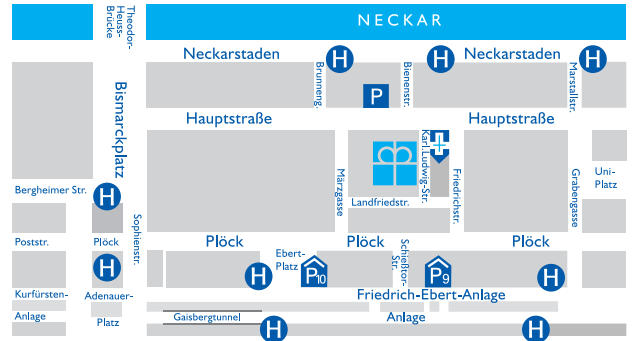 NECKAR
Theodor-
Heuss-
Brücke
Neckarstaden
H
H
Neckarstaden
H
Bismarckplatz
Brunneng.
P
Bienenstr.
Marstallstr.
Hauptstraße
Hauptstraße
Märzgasse
Karl.Ludwig-Str.
Friedrichstr.
Grabengasse
Uni-
Platz
Bergheimer Str.
H
Landfriedstr.
Sophienstr.
Poststr.
Plöck
Plöck
Plöck
Plöck
H
H
Ebert-
Platz
P10
Schießtor-
Str.
P9
H
Kurfürsten-
Anlage
Adenauer-
Platz
Friedrich-Ebert-Anlage
Gaisbergtunnel
Anlage
H
H